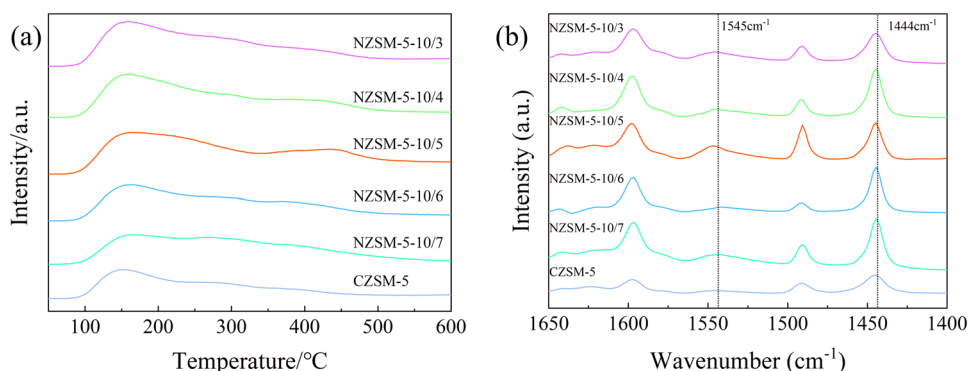 (a)
NZSM-5-10/3
NZSM-5-10/4
NZSM-5-10/5
NZSM-5-10/6
NZSM-5-10/7
CZSM-5
Intensity/a.u.
100 200 300 400 500 600
Temperature/°C
(b)
1545cm⁻¹ 1444cm⁻¹
NZSM-5-10/3
NZSM-5-10/4
NZSM-5-10/5
NZSM-5-10/6
NZSM-5-10/7
CZSM-5
Intensity (a.u.)
1650 1600 1550 1500 1450 1400
Wavenumber (cm⁻¹)